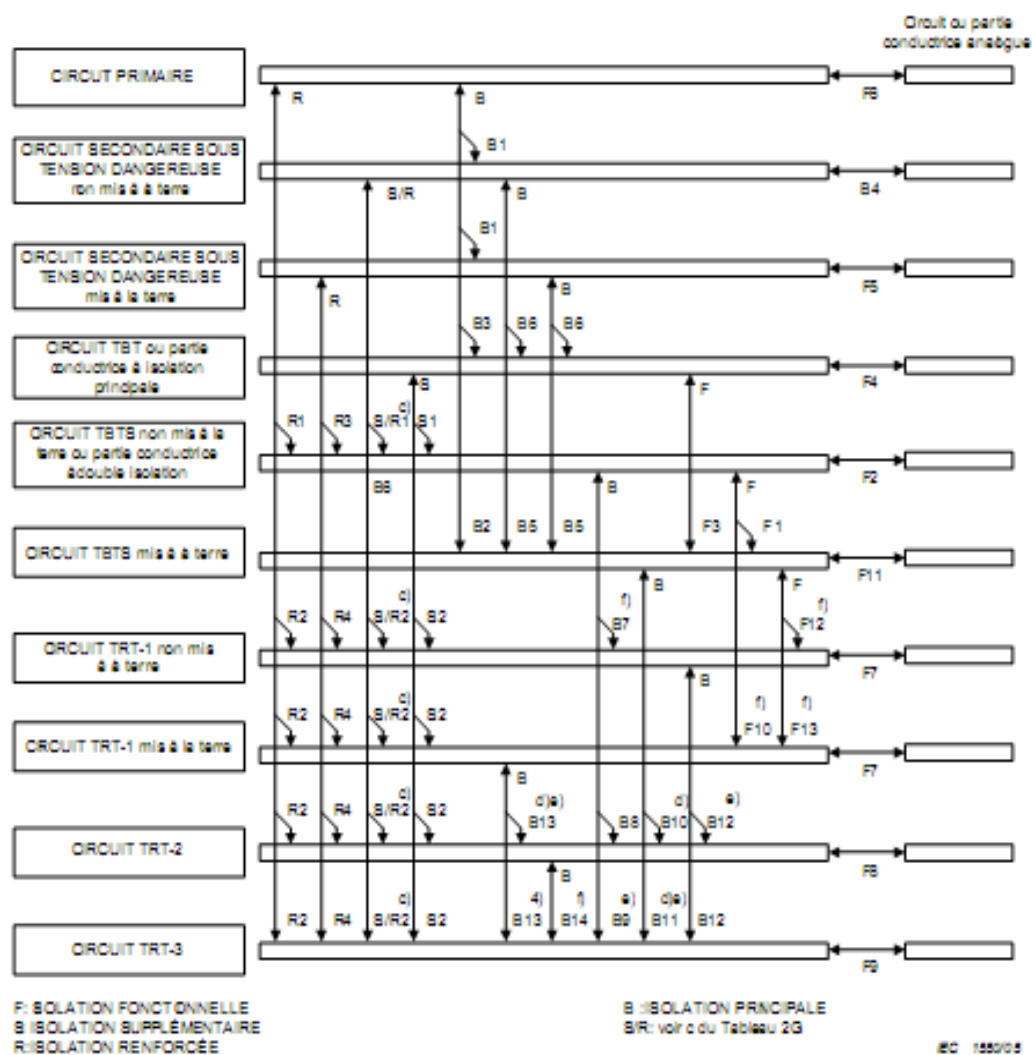 Circuit ou partie
conductrice analogue
CIRCUT PRIMAIRE
F6
R
B
B1
CIRCUIT SECONDAIRE SOUS
TENSION DANGEREUSE
non mis à à terre
B4
S/R
B
B1
CIRCUIT SECONDAIRE SOUS
TENSION DANGEREUSE
mis à la terre
F5
R
B
B3
B6
B6
CIRCUIT TBT ou partie
conductrice à isolation
principale
F4
S
F
c)
R1
R3
S/R1
S1
CIRCUIT TBTS non mis à la
terre ou partie conductrice
àdouble isolation
F2
B6
B
F
B2
B5
B5
F3
F1
CIRCUIT TBTS mis à à terre
F11
B
F
c)
f)
f)
R2
R4
S/R2
S2
B7
F12
CIRCUIT TRT-1 non mis
à à terre
F7
B
c)
f)
f)
R2
R4
S/R2
S2
F10
F13
CIRCUIT TRT-1 mis à la terre
F7
B
c)
d)e)
d)
e)
R2
R4
S/R2
S2
B13
B8
B10
B12
CIRCUIT TRT-2
F8
B
c)
4)
f)
e)
d)e)
R2
R4
S/R2
S2
B13
B14
B9
B11
B12
CIRCUIT TRT-3
F9
F: ISOLATION FONCTIONNELLE
B :ISOLATION PRINCIPALE
S ISOLATION SUPPLÉMENTAIRE
S/R: voir c du Tableau 2G
R:ISOLATION RENFORCÉE
IEC 1550/05